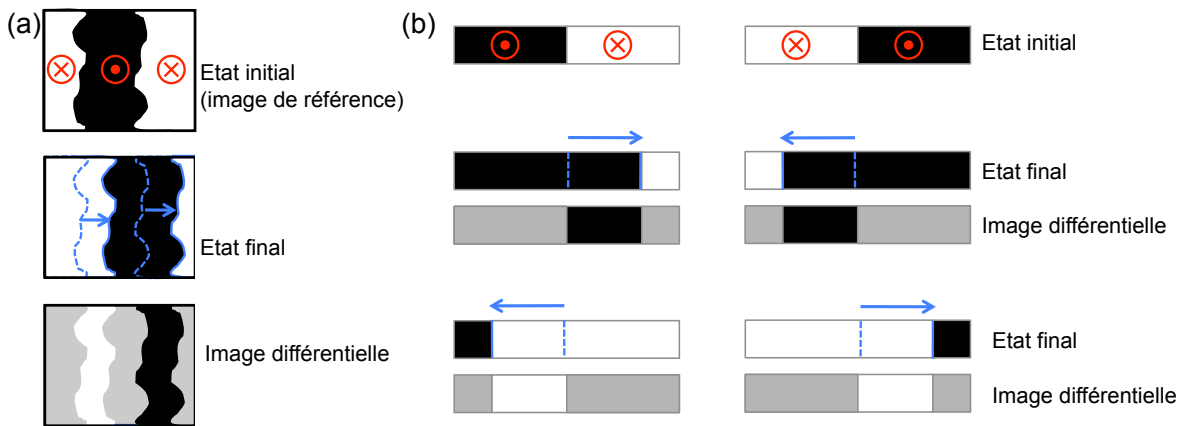 (a)
Etat initial
(image de référence)
Etat final
Image différentielle
(b)
Etat initial
Etat final
Image différentielle
Etat final
Image différentielle